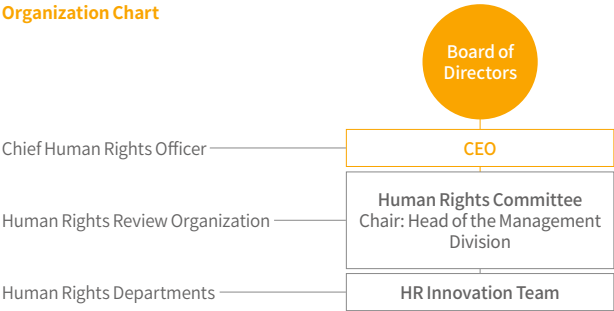 Organization Chart
Board of
Directors
Chief Human Rights Officer
CEO
Human Rights Committee
Chair: Head of the Management
Division
Human Rights Review Organization
Human Rights Departments
HR Innovation Team